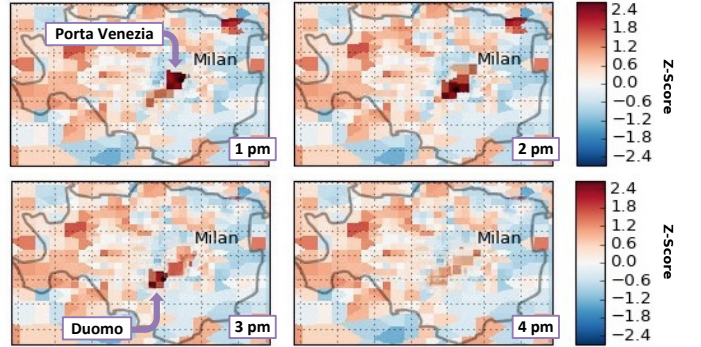 Porta Venezia
Milan
1 pm
Milan
2 pm
2.4
1.8
1.2
0.6
0.0
−0.6
−1.2
−1.8
−2.4
Z-Score
Milan
Duomo
3 pm
Milan
4 pm
2.4
1.8
1.2
0.6
0.0
−0.6
−1.2
−1.8
−2.4
Z-Score